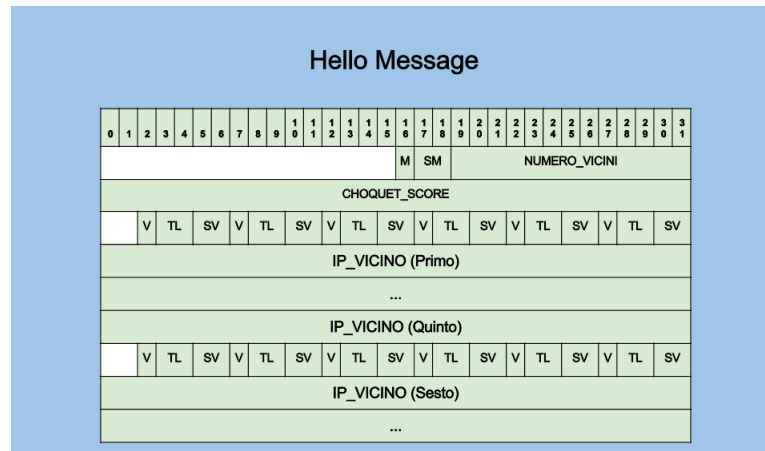 Hello Message
0 1 2 3 4 5 6 7 8 9 10 11 12 13 14 15 16 17 18 19 20 21 22 23 24 25 26 27 28 29 30 31
M SM NUMERO_VICINI
CHOQUET_SCORE
V TL SV V TL SV V TL SV V TL SV V TL SV V TL SV
IP_VICINO (Primo)
...
IP_VICINO (Quinto)
V TL SV V TL SV V TL SV V TL SV V TL SV V TL SV
IP_VICINO (Sesto)
...